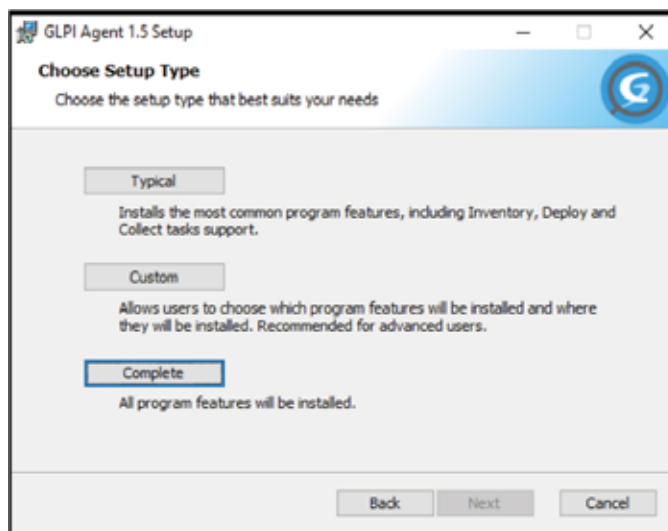 GLPI Agent 1.5 Setup
Choose Setup Type
Choose the setup type that best suits your needs
Typical
Installs the most common program features, including Inventory, Deploy and
Collect tasks support.
Custom
Allows users to choose which program features will be installed and where
they will be installed. Recommended for advanced users.
Complete
All program features will be installed.
Back
Next
Cancel